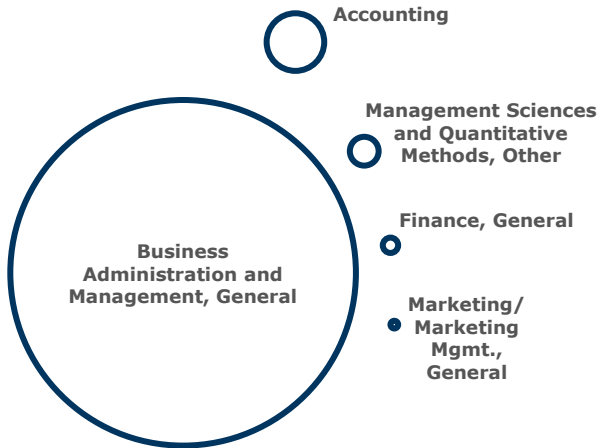 Accounting
Management Sciences
and Quantitative
Methods, Other
Finance, General
Business
Administration and
Management, General
Marketing/
Marketing
Mgmt.,
General